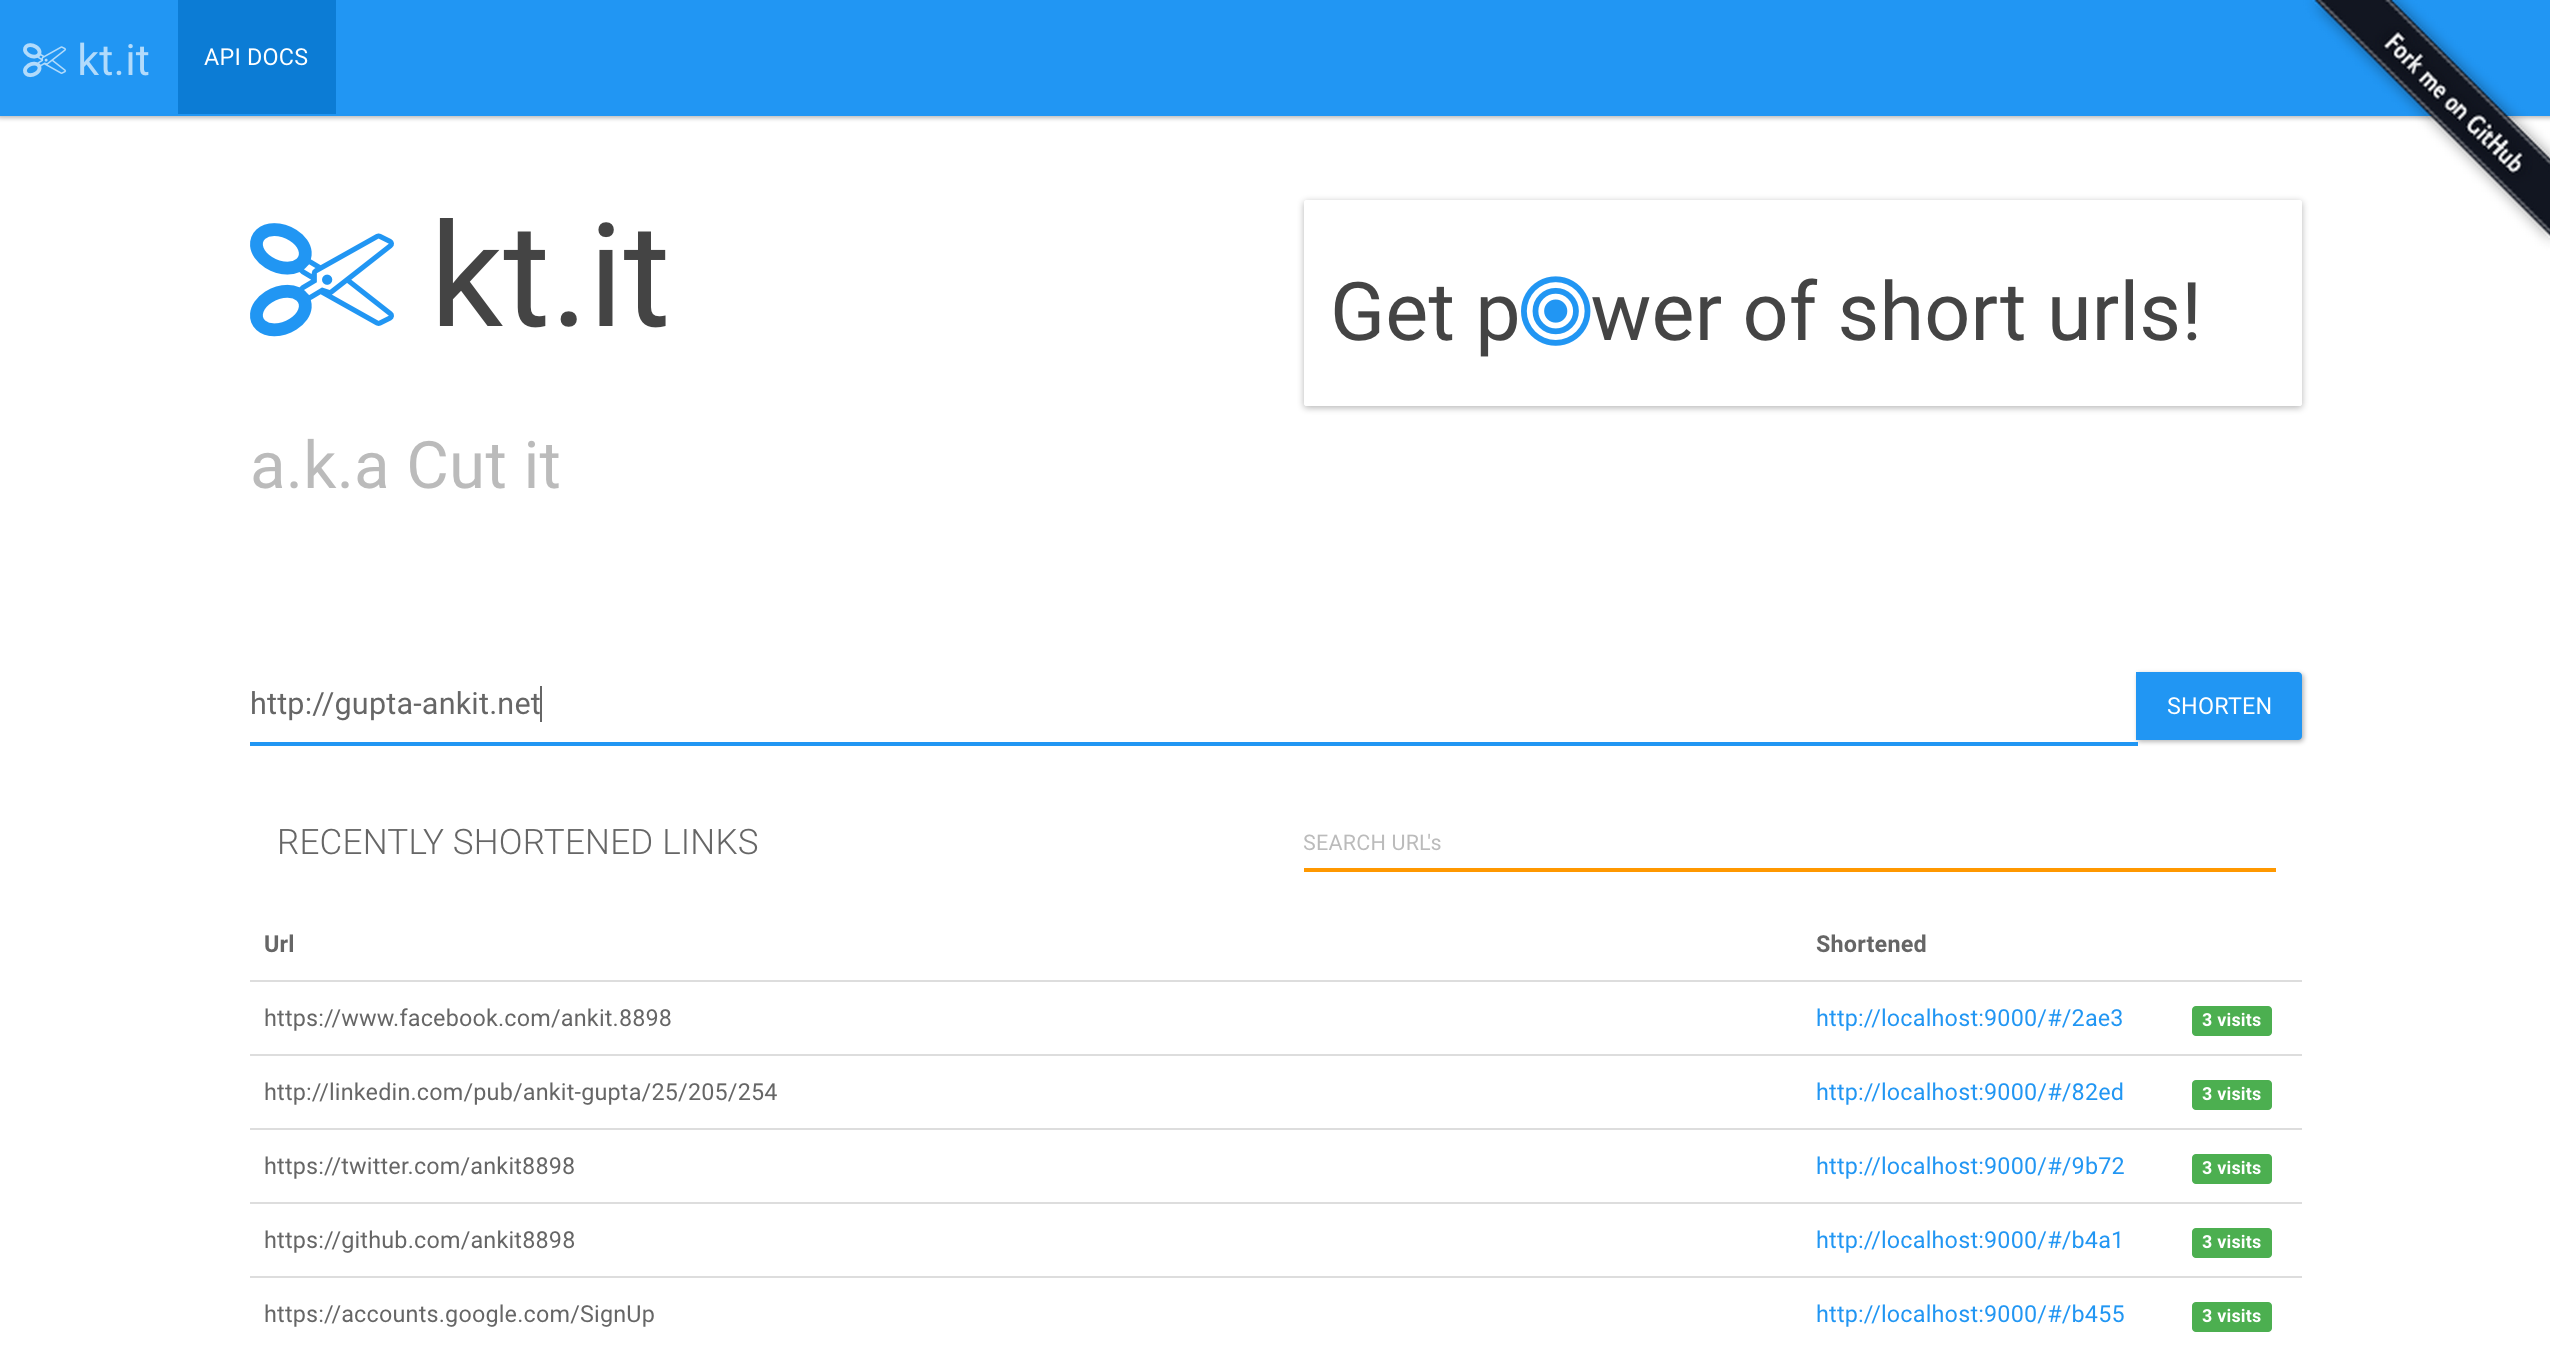 kt.it API DOCS
Fork me on GitHub
kt.it
Get power of short urls!
a.k.a Cut it
http://gupta-ankit.net SHORTEN
RECENTLY SHORTENED LINKS SEARCH URL's
Url Shortened
https://www.facebook.com/ankit.8898 http://localhost:9000/#/2ae3 3 visits
http://linkedin.com/pub/ankit-gupta/25/205/254 http://localhost:9000/#/82ed 3 visits
https://twitter.com/ankit8898 http://localhost:9000/#/9b72 3 visits
https://github.com/ankit8898 http://localhost:9000/#/b4a1 3 visits
https://accounts.google.com/SignUp http://localhost:9000/#/b455 3 visits